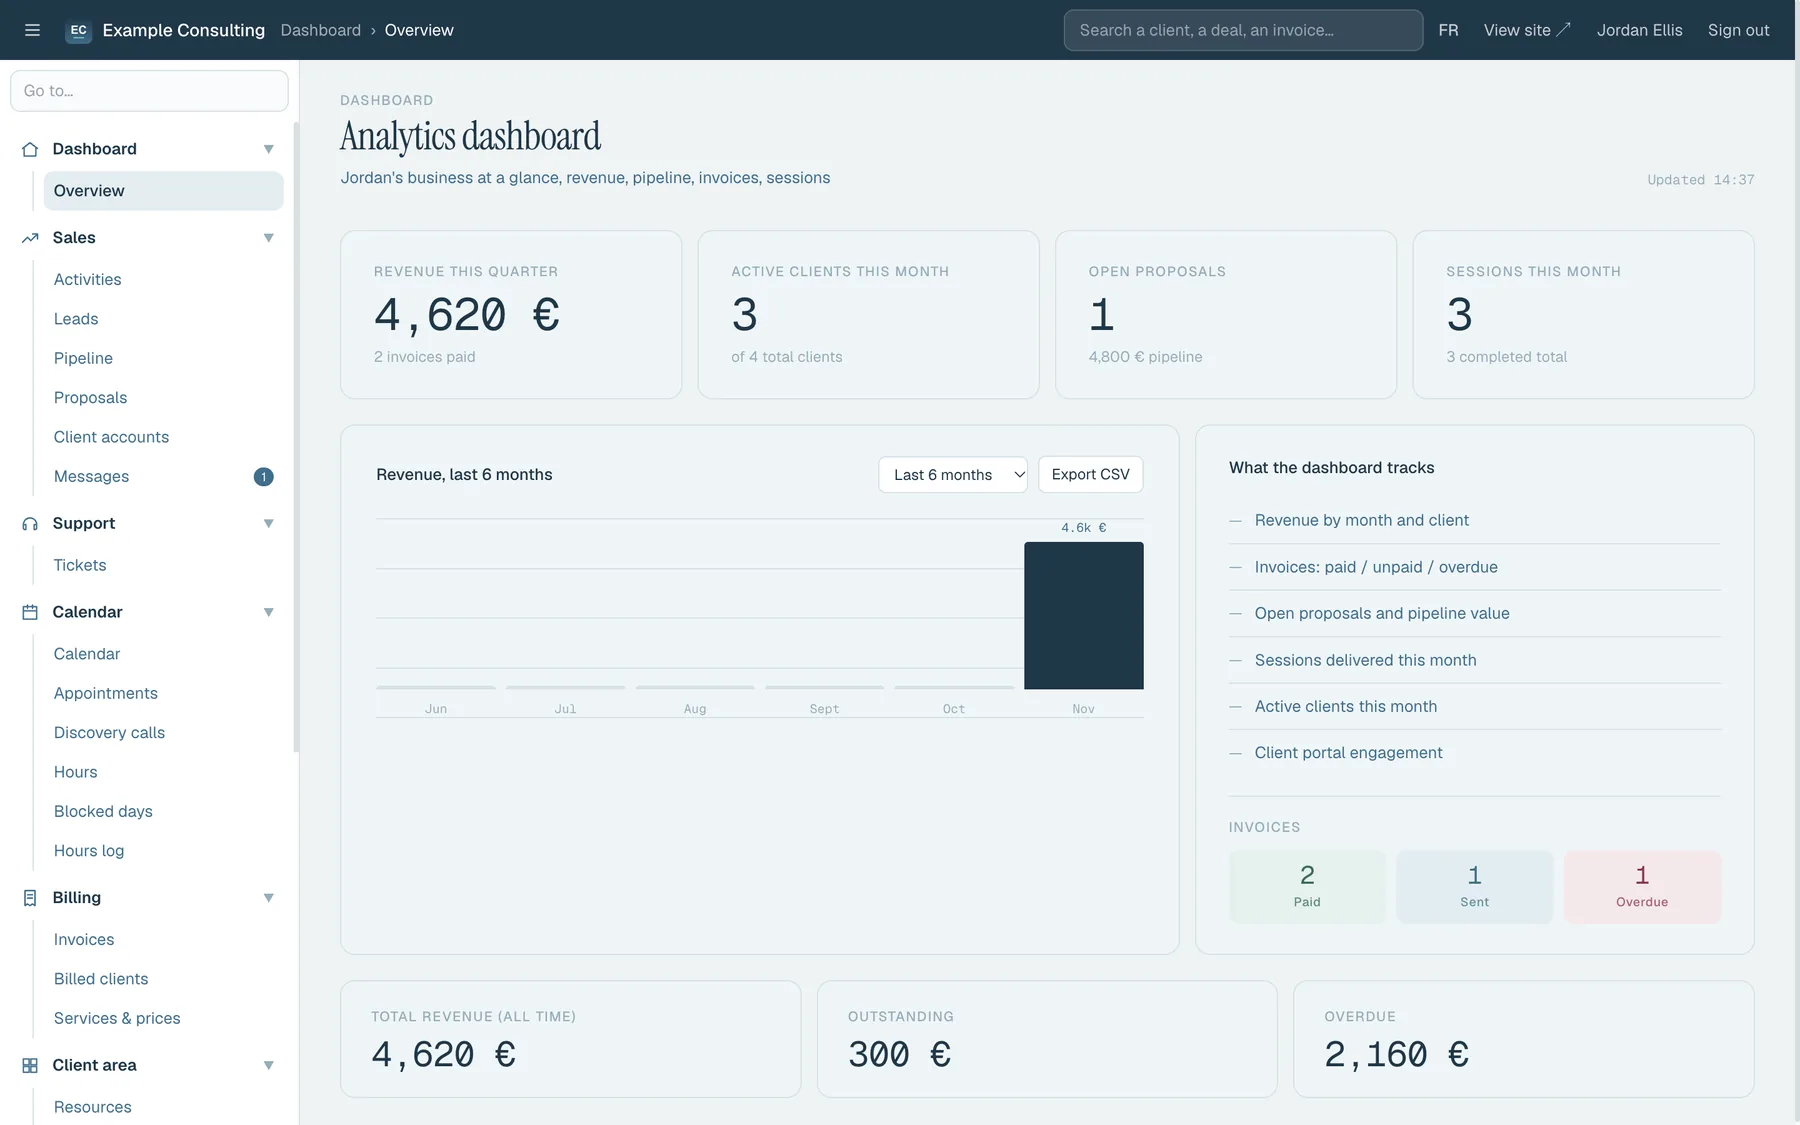 EC Example Consulting Dashboard › Overview
Search a client, a deal, an invoice...
FR View site Jordan Ellis Sign out
Go to...
Dashboard
Overview
Sales
Activities
Leads
Pipeline
Proposals
Client accounts
Messages 1
Support
Tickets
Calendar
Calendar
Appointments
Discovery calls
Hours
Blocked days
Hours log
Billing
Invoices
Billed clients
Services & prices
Client area
Resources
DASHBOARD
Analytics dashboard
Jordan's business at a glance, revenue, pipeline, invoices, sessions
Updated 14:37
REVENUE THIS QUARTER
4,620 €
2 invoices paid
ACTIVE CLIENTS THIS MONTH
3
of 4 total clients
OPEN PROPOSALS
1
4,800 € pipeline
SESSIONS THIS MONTH
3
3 completed total
Revenue, last 6 months
Last 6 months
Export CSV
4.6k €
Jun Jul Aug Sept Oct Nov
What the dashboard tracks
— Revenue by month and client
— Invoices: paid / unpaid / overdue
— Open proposals and pipeline value
— Sessions delivered this month
— Active clients this month
— Client portal engagement
INVOICES
2
Paid
1
Sent
1
Overdue
TOTAL REVENUE (ALL TIME)
4,620 €
OUTSTANDING
300 €
OVERDUE
2,160 €